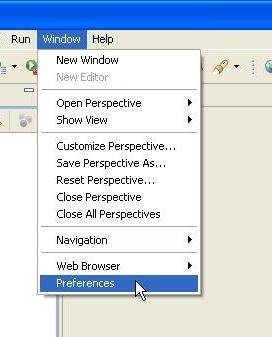 Run Window Help
New Window
New Editor
Open Perspective
Show View
Customize Perspective...
Save Perspective As...
Reset Perspective...
Close Perspective
Close All Perspectives
Navigation
Web Browser
Preferences